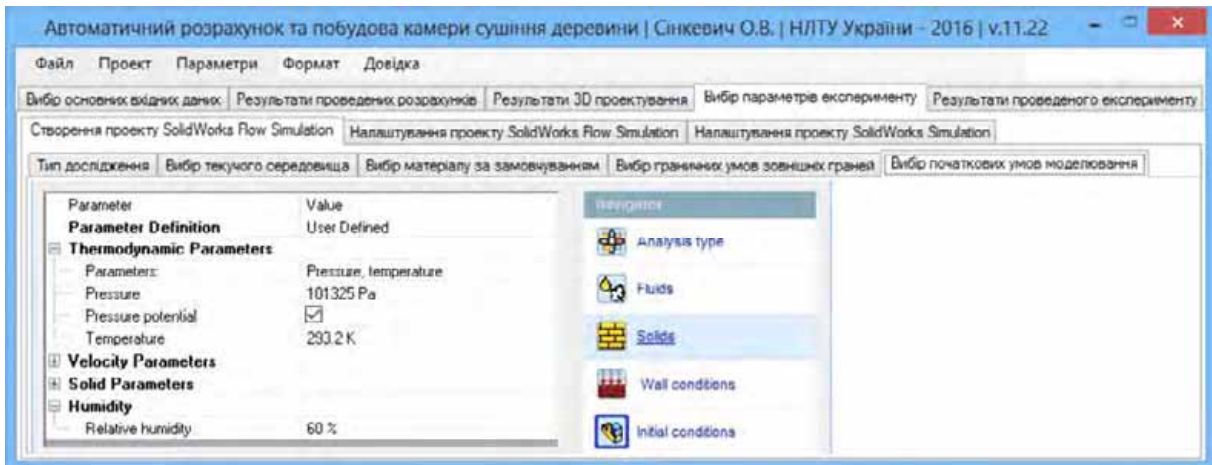 Автоматичний розрахунок та побудова камери сушіння деревини | Сінкевич О.В. | НЛТУ України - 2016 | v.11.22
Файл Проект Параметри Формат Довідка
Вибір основних вхідних даних Результати проведених розрахунків Результати 3D проектування Вибір параметрів експерименту Результати проведеного експерименту
Створення проекту SolidWorks Flow Simulation Налаштування проекту SolidWorks Flow Simulation Налаштування проекту SolidWorks Simulation
Тип дослідження Вибір текучого середовища Вибір матеріалу за замовчуванням Вибір граничних умов зовнішніх граней Вибір початкових умов моделювання
Parameter Value
Parameter Definition User Defined
Thermodynamic Parameters
Parameters: Pressure, temperature
Pressure 101325 Pa
Pressure potential
Temperature 293.2 K
Velocity Parameters
Solid Parameters
Humidity
Relative humidity 60 %
Navigator
Analysis type
Fluids
Solids
Wall conditions
Initial conditions